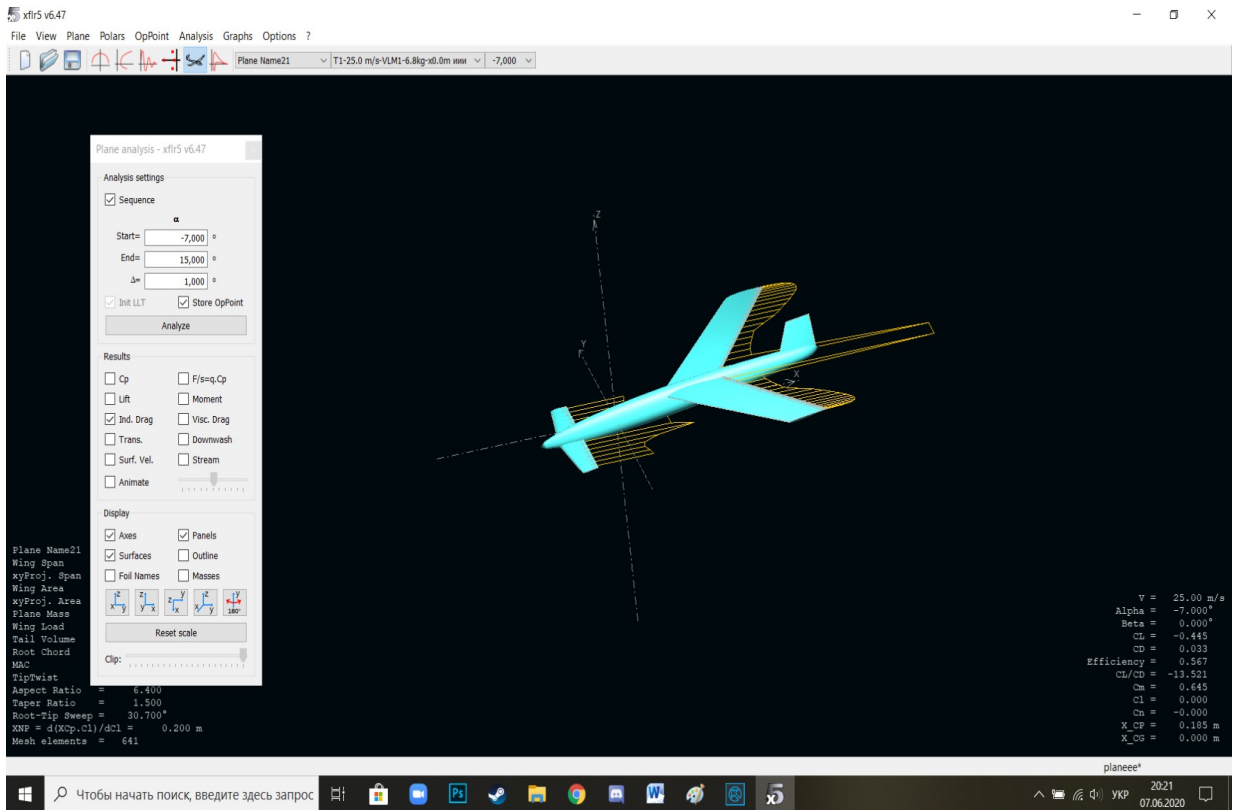 xflr5 v6.47
File View Plane Polars OpPoint Analysis Graphs Options ?
Plane Name21 T1-25.0 m/s-VLM1-6.8kg-x0.0m иии -7,000
Plane analysis - xflr5 v6.47
Analysis settings
Sequence
α
Start= -7,000 °
End= 15,000 °
Δ= 1,000 °
Init LLT Store OpPoint
Analyze
Results
Cp F/s=q.Cp
Lift Moment
Ind. Drag Visc. Drag
Trans. Downwash
Surf. Vel. Stream
Animate
Display
Axes Panels
Surfaces Outline
Foil Names Masses
Reset scale
Clip:
Z
Y
X
Plane Name21
Wing Span
xyProj. Span
Wing Area
xyProj. Area
Plane Mass
Wing Load
Tail Volume
Root Chord
MAC
TipTwist
Aspect Ratio = 6.400
Taper Ratio = 1.500
Root-Tip Sweep = 30.700°
XNP = d(XCp.Cl)/dCl = 0.200 m
Mesh elements = 641
V = 25.00 m/s
Alpha = -7.000°
Beta = 0.000°
CL = -0.445
CD = 0.033
Efficiency = 0.567
CL/CD = -13.521
Cm = 0.645
Cl = 0.000
Cn = -0.000
X_CP = 0.185 m
X_CG = 0.000 m
planeee*
Чтобы начать поиск, введите здесь запрос
УКР
20:21
07.06.2020